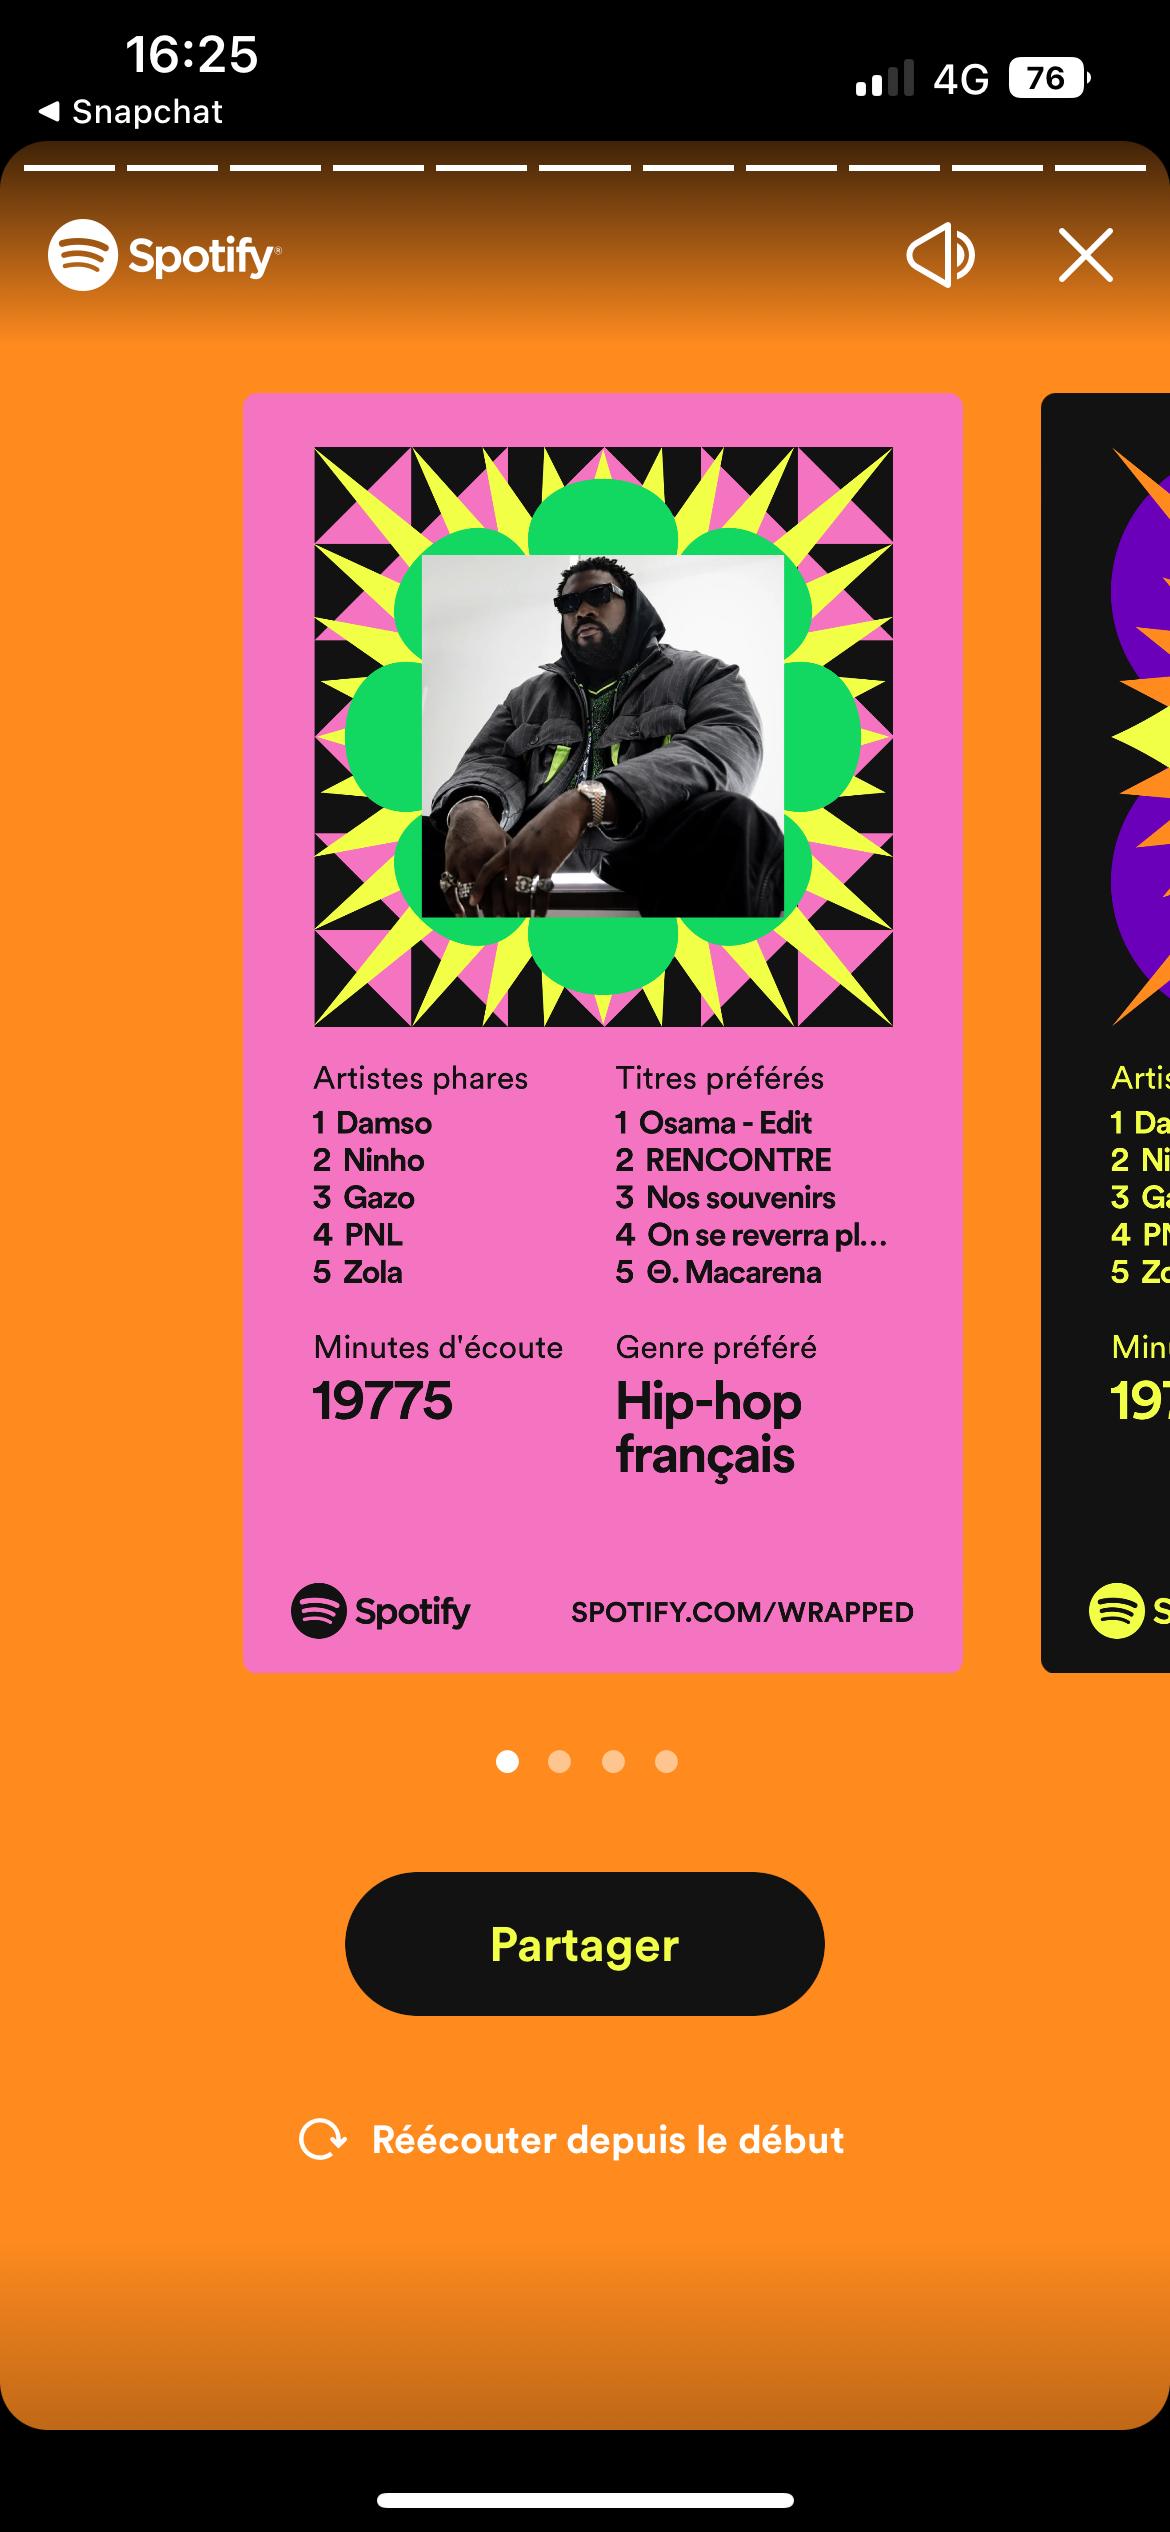 16:25
4G
76
Snapchat
Spotify
Artistes phares
1 Damso
2 Ninho
3 Gazo
4 PNL
5 Zola
Titres préférés
1 Osama - Edit
2 RENCONTRE
3 Nos souvenirs
4 On se reverra pl...
5 Θ. Macarena
Minutes d'écoute
19775
Genre préféré
Hip-hop
français
Spotify
SPOTIFY.COM/WRAPPED
Artis
1 Da
2 Ni
3 Ga
4 PN
5 Zo
Minu
197
S
Partager
Réécouter depuis le début